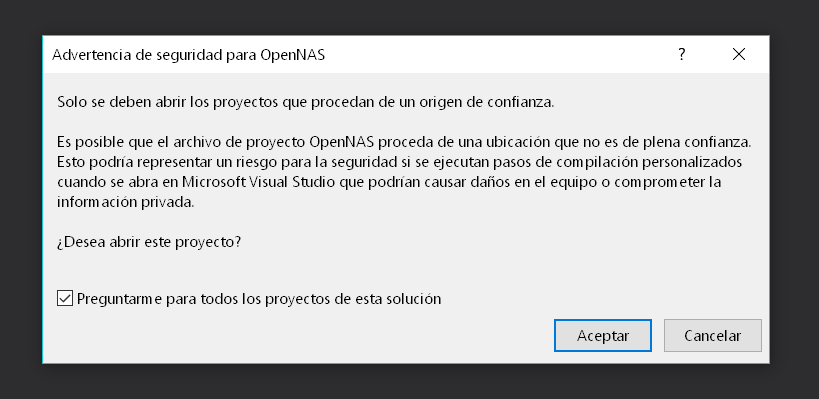 Advertencia de seguridad para OpenNAS
?
Solo se deben abrir los proyectos que procedan de un origen de confianza.
Es posible que el archivo de proyecto OpenNAS proceda de una ubicación que no es de plena confianza.
Esto podría representar un riesgo para la seguridad si se ejecutan pasos de compilación personalizados
cuando se abra en Microsoft Visual Studio que podrían causar daños en el equipo o comprometer la
información privada.
¿Desea abrir este proyecto?
Preguntarme para todos los proyectos de esta solución
Aceptar
Cancelar